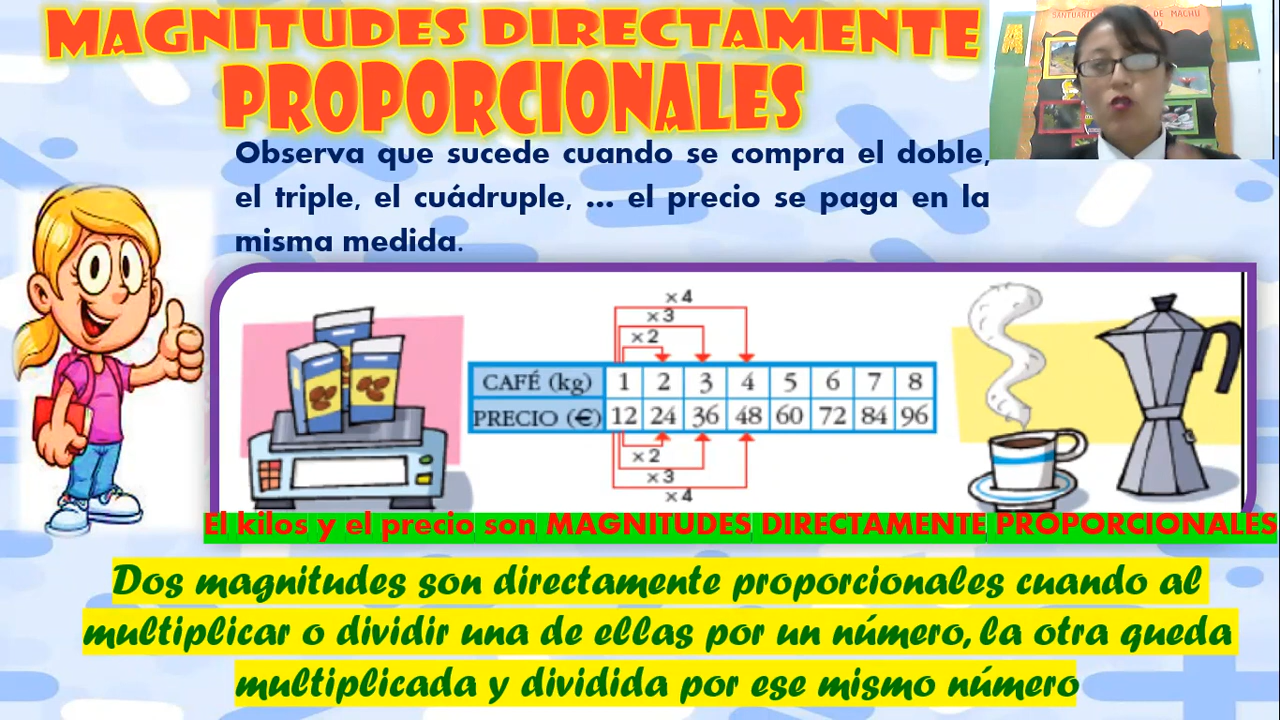 MAGNITUDES DIRECTAMENTE
PROPORCIONALES
Observa que sucede cuando se compra el doble,
el triple, el cuádruple, ... el precio se paga en la
misma medida.
× 4
× 3
× 2
CAFÉ (kg) 1 2 3 4 5 6 7 8
PRECIO (€) 12 24 36 48 60 72 84 96
× 2
× 3
× 4
El kilos y el precio son MAGNITUDES DIRECTAMENTE PROPORCIONALES
Dos magnitudes son directamente proporcionales cuando al
multiplicar o dividir una de ellas por un número, la otra queda
multiplicada y dividida por ese mismo número